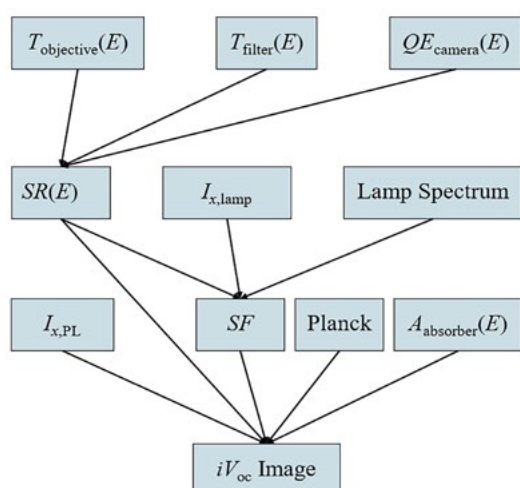 T_objective(E)
T_filter(E)
QE_camera(E)
SR(E)
I_x,lamp
Lamp Spectrum
I_x,PL
SF
Planck
A_absorber(E)
iV_oc Image